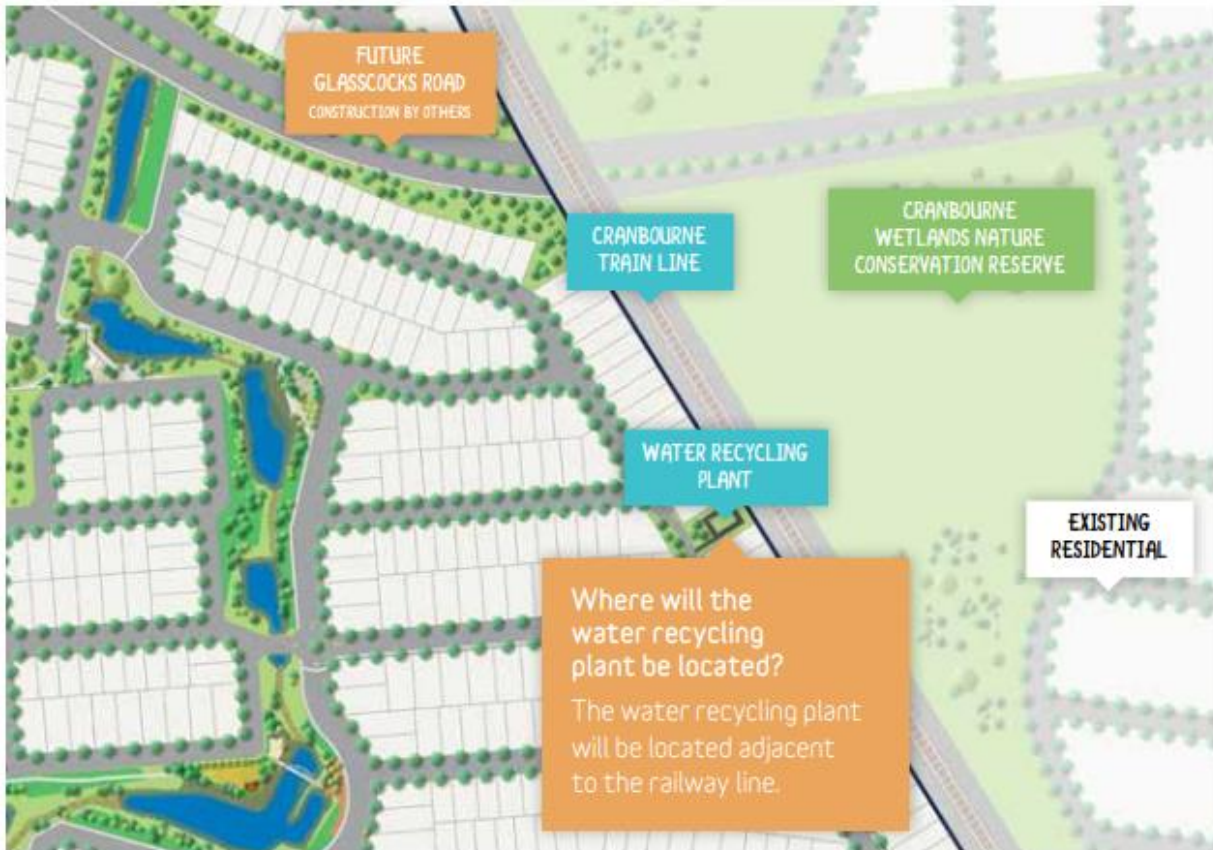 FUTURE
GLASSCOCKS ROAD
CONSTRUCTION BY OTHERS
CRANBOURNE
TRAIN LINE
CRANBOURNE
WETLANDS NATURE
CONSERVATION RESERVE
WATER RECYCLING
PLANT
EXISTING
RESIDENTIAL
Where will the
water recycling
plant be located?
The water recycling plant
will be located adjacent
to the railway line.